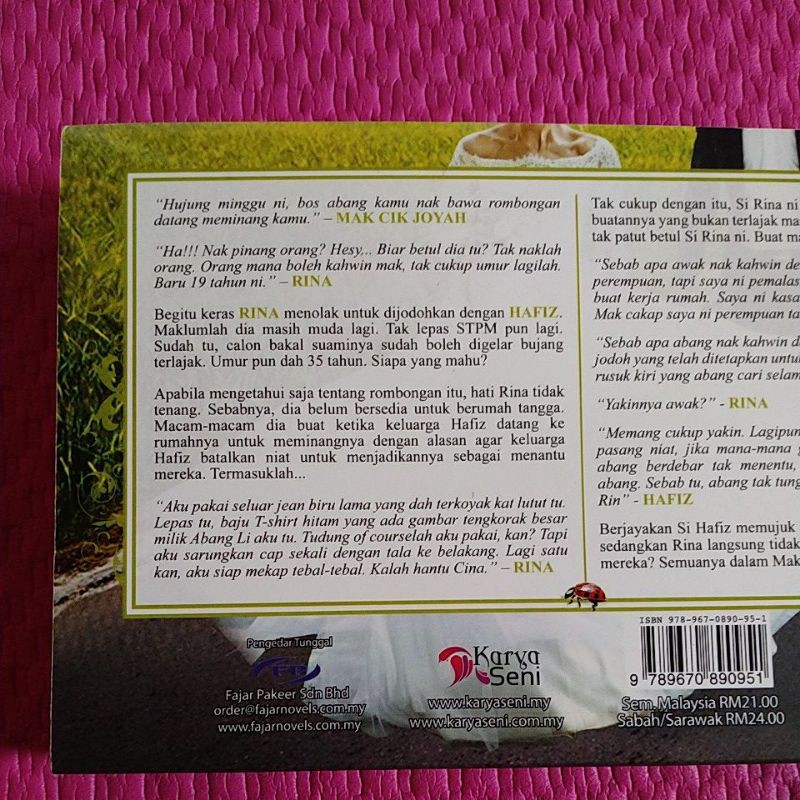 “Hujung minggu ni, bos abang kamu nak bawa rombongan
datang meminang kamu.” – MAK CIK JOYAH
“Ha!!! Nak pinang orang? Hesy... Biar betul dia tu? Tak naklah
orang. Orang mana boleh kahwin mak, tak cukup umur lagilah.
Baru 19 tahun ni.” – RINA
Begitu keras RINA menolak untuk dijodohkan dengan HAFIZ.
Maklumlah dia masih muda lagi. Tak lepas STPM pun lagi.
Sudah tu, calon bakal suaminya sudah boleh digelar bujang
terlajak. Umur pun dah 35 tahun. Siapa yang mahu?
Apabila mengetahui saja tentang rombongan itu, hati Rina tidak
tenang. Sebabnya, dia belum bersedia untuk berumah tangga.
Macam-macam dia buat ketika keluarga Hafiz datang ke
rumahnya untuk meminangnya dengan alasan agar keluarga
Hafiz batalkan niat untuk menjadikannya sebagai menantu
mereka. Termasuklah...
“Aku pakai seluar jean biru lama yang dah terkoyak kat lutut tu.
Lepas tu, baju T-shirt hitam yang ada gambar tengkorak besar
milik Abang Li aku tu. Tudung of courselah aku pakai, kan? Tapi
aku sarungkan cap sekali dengan tala ke belakang. Lagi satu
kan, aku siap mekap tebal-tebal. Kalah hantu Cina.” – RINA
Tak cukup dengan itu, Si Rina ni
buatannya yang bukan terlajak ma
tak patut betul Si Rina ni. Buat ma
“Sebab apa awak nak kahwin de
perempuan, tapi saya ni pemalas
buat kerja rumah. Saya ni kasa
Mak cakap saya ni perempuan ta
“Sebab apa abang nak kahwin d
jodoh yang telah ditetapkan untu
rusuk kiri yang abang cari selam
“Yakinnya awak?” - RINA
“Memang cukup yakin. Lagipun
pasang niat, jika mana-mana
abang berdebar tak menentu,
abang. Sebab tu, abang tak tung
Rin” - HAFIZ
Berjayakan Si Hafiz memujuk
sedangkan Rina langsung tidak
mereka? Semuanya dalam Mak
Pengedar Tunggal
Fajar Pakeer Sdn Bhd
order@fajarnovels.com.my
www.fajarnovels.com.my
Karya
Seni
www.karyaseni.my
www.karyaseni.com.my
ISBN 978-967-0890-95-1
9 789670 890951
Sem. Malaysia RM21.00
Sabah/Sarawak RM24.00